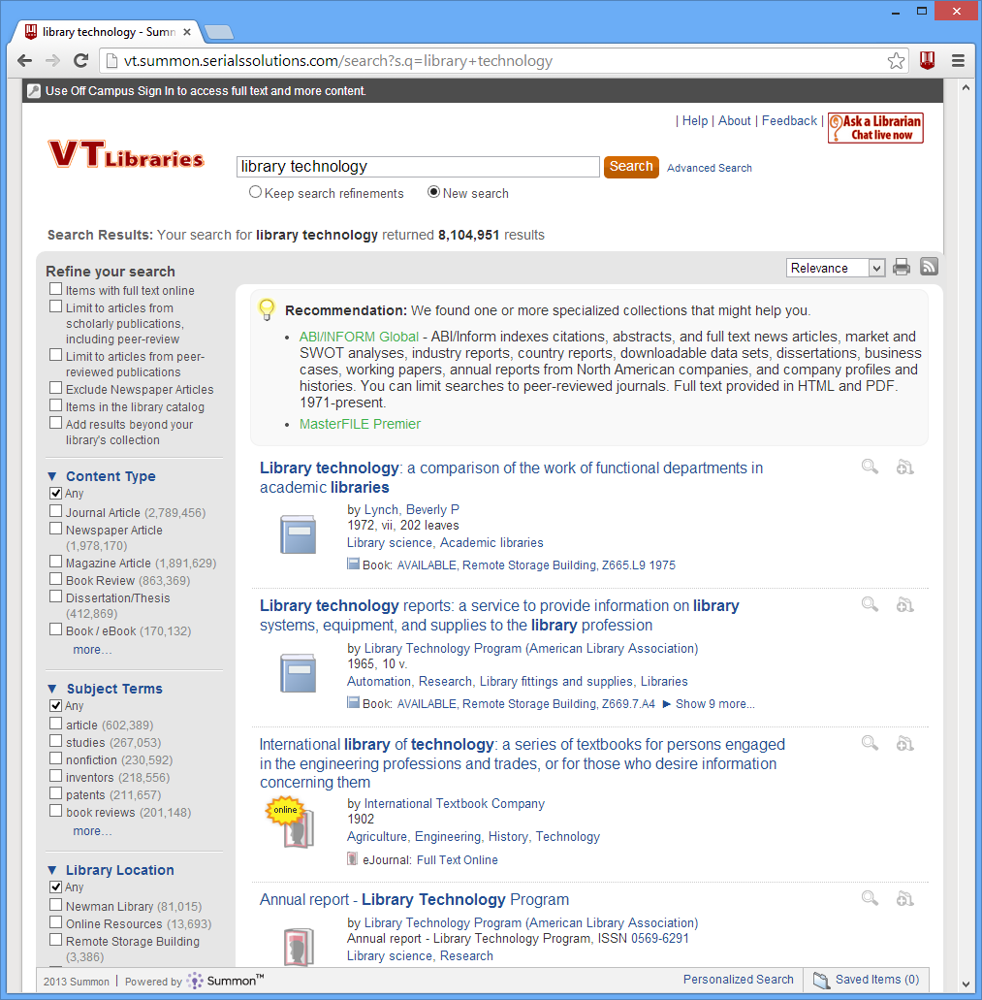 library technology - Sumn
vt.summon.serialssolutions.com/search?s.q=library+technology
Use Off Campus Sign In to access full text and more content.
| Help | About | Feedback |
Ask a Librarian
Chat live now
VT Libraries
library technology
Search
Advanced Search
Keep search refinements
New search
Search Results: Your search for library technology returned 8,104,951 results
Refine your search
Items with full text online
Limit to articles from
scholarly publications,
including peer-review
Limit to articles from peer-
reviewed publications
Exclude Newspaper Articles
Items in the library catalog
Add results beyond your
library's collection
Content Type
Any
Journal Article (2,789,456)
Newspaper Article
(1,978,170)
Magazine Article (1,891,629)
Book Review (863,369)
Dissertation/Thesis
(412,869)
Book / eBook (170,132)
more...
Subject Terms
Any
article (602,389)
studies (267,053)
nonfiction (230,592)
inventors (218,556)
patents (211,657)
book reviews (201,148)
more...
Library Location
Any
Newman Library (81,015)
Online Resources (13,693)
Remote Storage Building
(3,386)
Relevance
Recommendation: We found one or more specialized collections that might help you.
• ABI/INFORM Global - ABI/Inform indexes citations, abstracts, and full text news articles, market and
SWOT analyses, industry reports, country reports, downloadable data sets, dissertations, business
cases, working papers, annual reports from North American companies, and company profiles and
histories. You can limit searches to peer-reviewed journals. Full text provided in HTML and PDF.
1971-present.
• MasterFILE Premier
Library technology: a comparison of the work of functional departments in
academic libraries
by Lynch, Beverly P
1972, vii, 202 leaves
Library science, Academic libraries
Book: AVAILABLE, Remote Storage Building, Z665.L9 1975
Library technology reports: a service to provide information on library
systems, equipment, and supplies to the library profession
by Library Technology Program (American Library Association)
1965, 10 v.
Automation, Research, Library fittings and supplies, Libraries
Book: AVAILABLE, Remote Storage Building, Z669.7.A4 ► Show 9 more...
International library of technology: a series of textbooks for persons engaged
in the engineering professions and trades, or for those who desire information
concerning them
online
by International Textbook Company
1902
Agriculture, Engineering, History, Technology
eJournal: Full Text Online
Annual report - Library Technology Program
by Library Technology Program (American Library Association)
Annual report - Library Technology Program, ISSN 0569-6291
Library science, Research
2013 Summon | Powered by Summon™
Personalized Search
Saved Items (0)